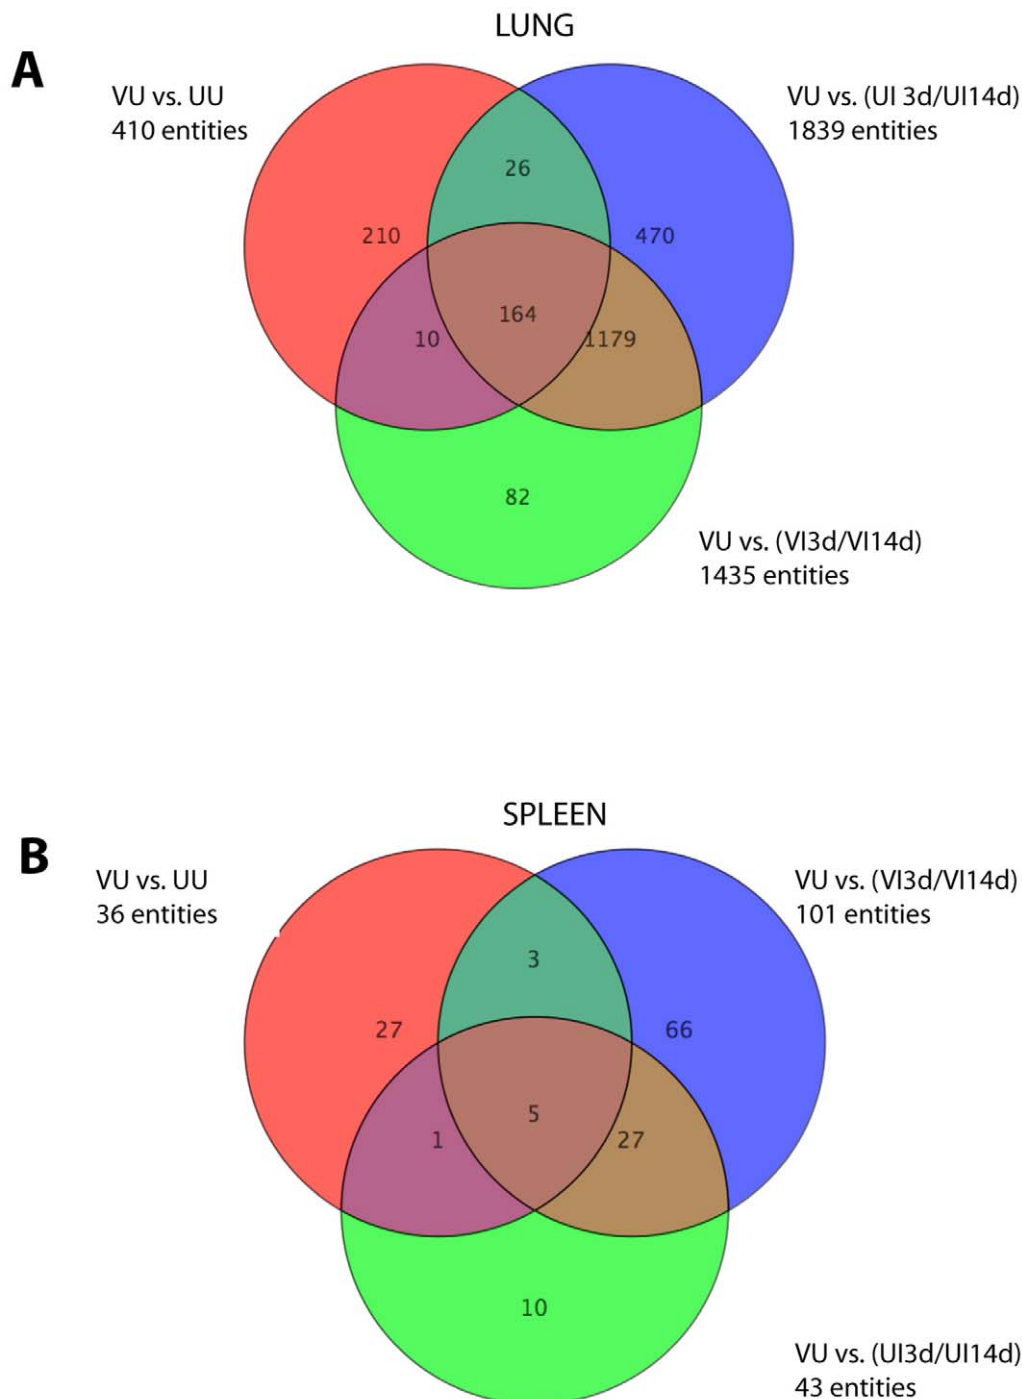 LUNG
A
VU vs. UU
410 entities
VU vs. (UI 3d/UI14d)
1839 entities
26
210
470
164
10
1179
82
VU vs. (VI3d/VI14d)
1435 entities
SPLEEN
B
VU vs. UU
36 entities
VU vs. (VI3d/VI14d)
101 entities
3
27
66
5
1
27
10
VU vs. (UI3d/UI14d)
43 entities